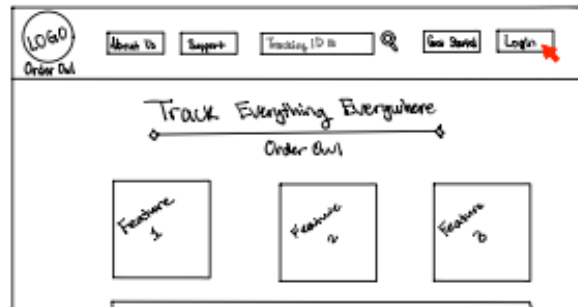 LOGO
Order Owl
About Us
Support
Tracking ID #
Get Started
Login
Track Everything Everywhere
Order Owl
Feature
1
Feature
2
Feature
3